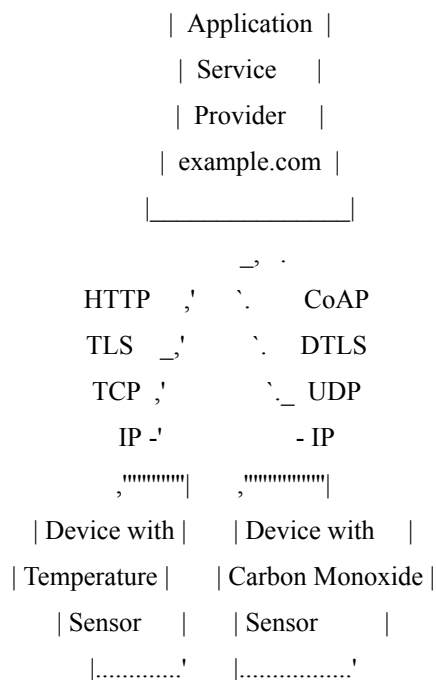 | Application |
| Service |
| Provider |
| example.com |
|_______________|
_, .
HTTP ,' `. CoAP
TLS _,' `. DTLS
TCP ,' `._ UDP
IP -' - IP
,'''''''''''''| ,'''''''''''''''''|
| Device with | | Device with |
| Temperature | | Carbon Monoxide |
| Sensor | | Sensor |
|.............' |.................'